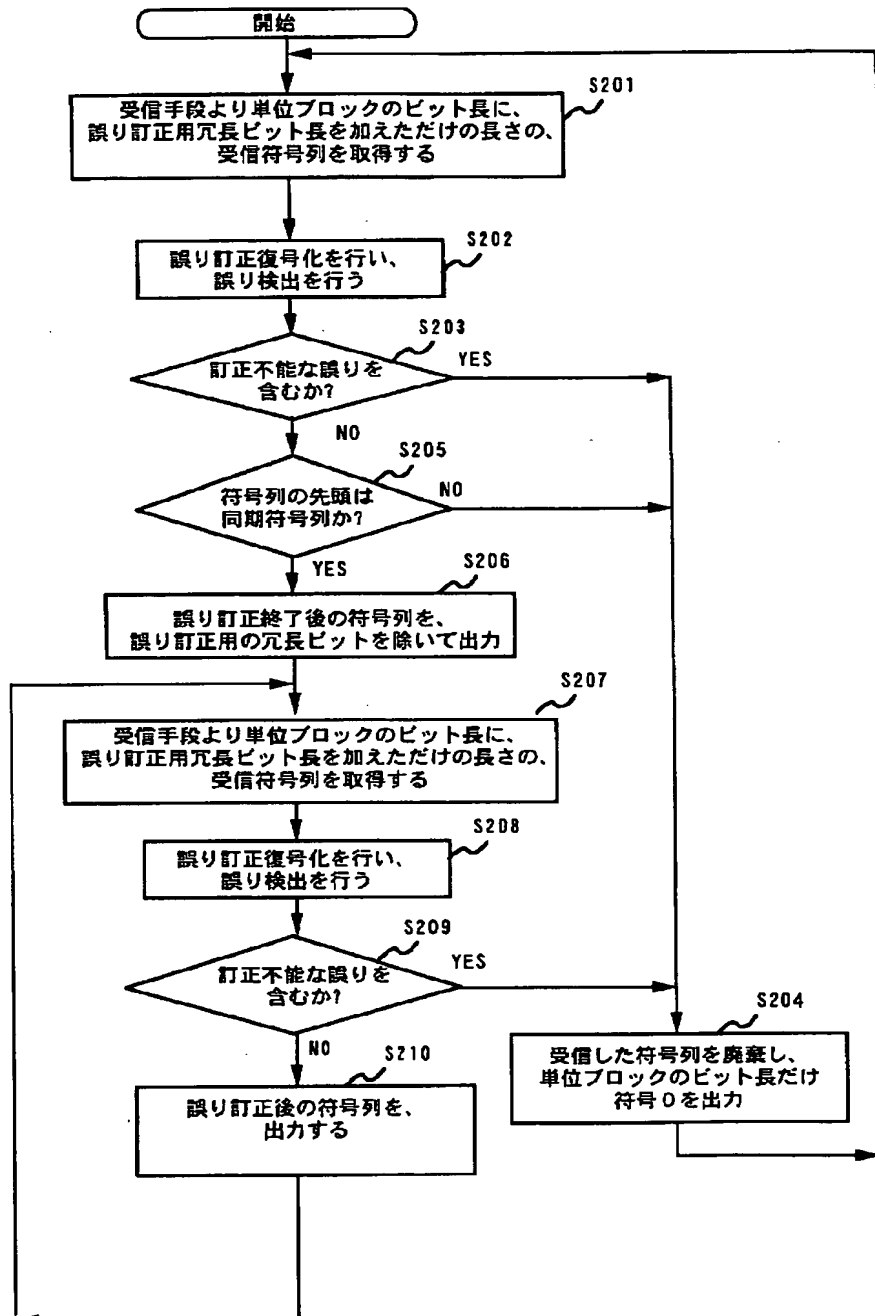 開始
S201
受信手段より単位ブロックのビット長に、
誤り訂正用冗長ビット長を加えただけの長さの、
受信符号列を取得する
S202
誤り訂正復号化を行い、
誤り検出を行う
S203
訂正不能な誤りを
含むか?
YES
NO
S205
符号列の先頭は
同期符号列か?
NO
YES
S206
誤り訂正終了後の符号列を、
誤り訂正用の冗長ビットを除いて出力
S207
受信手段より単位ブロックのビット長に、
誤り訂正用冗長ビット長を加えただけの長さの、
受信符号列を取得する
S208
誤り訂正復号化を行い、
誤り検出を行う
S209
訂正不能な誤りを
含むか?
YES
NO
S204
受信した符号列を廃棄し、
単位ブロックのビット長だけ
符号0を出力
S210
誤り訂正後の符号列を、
出力する